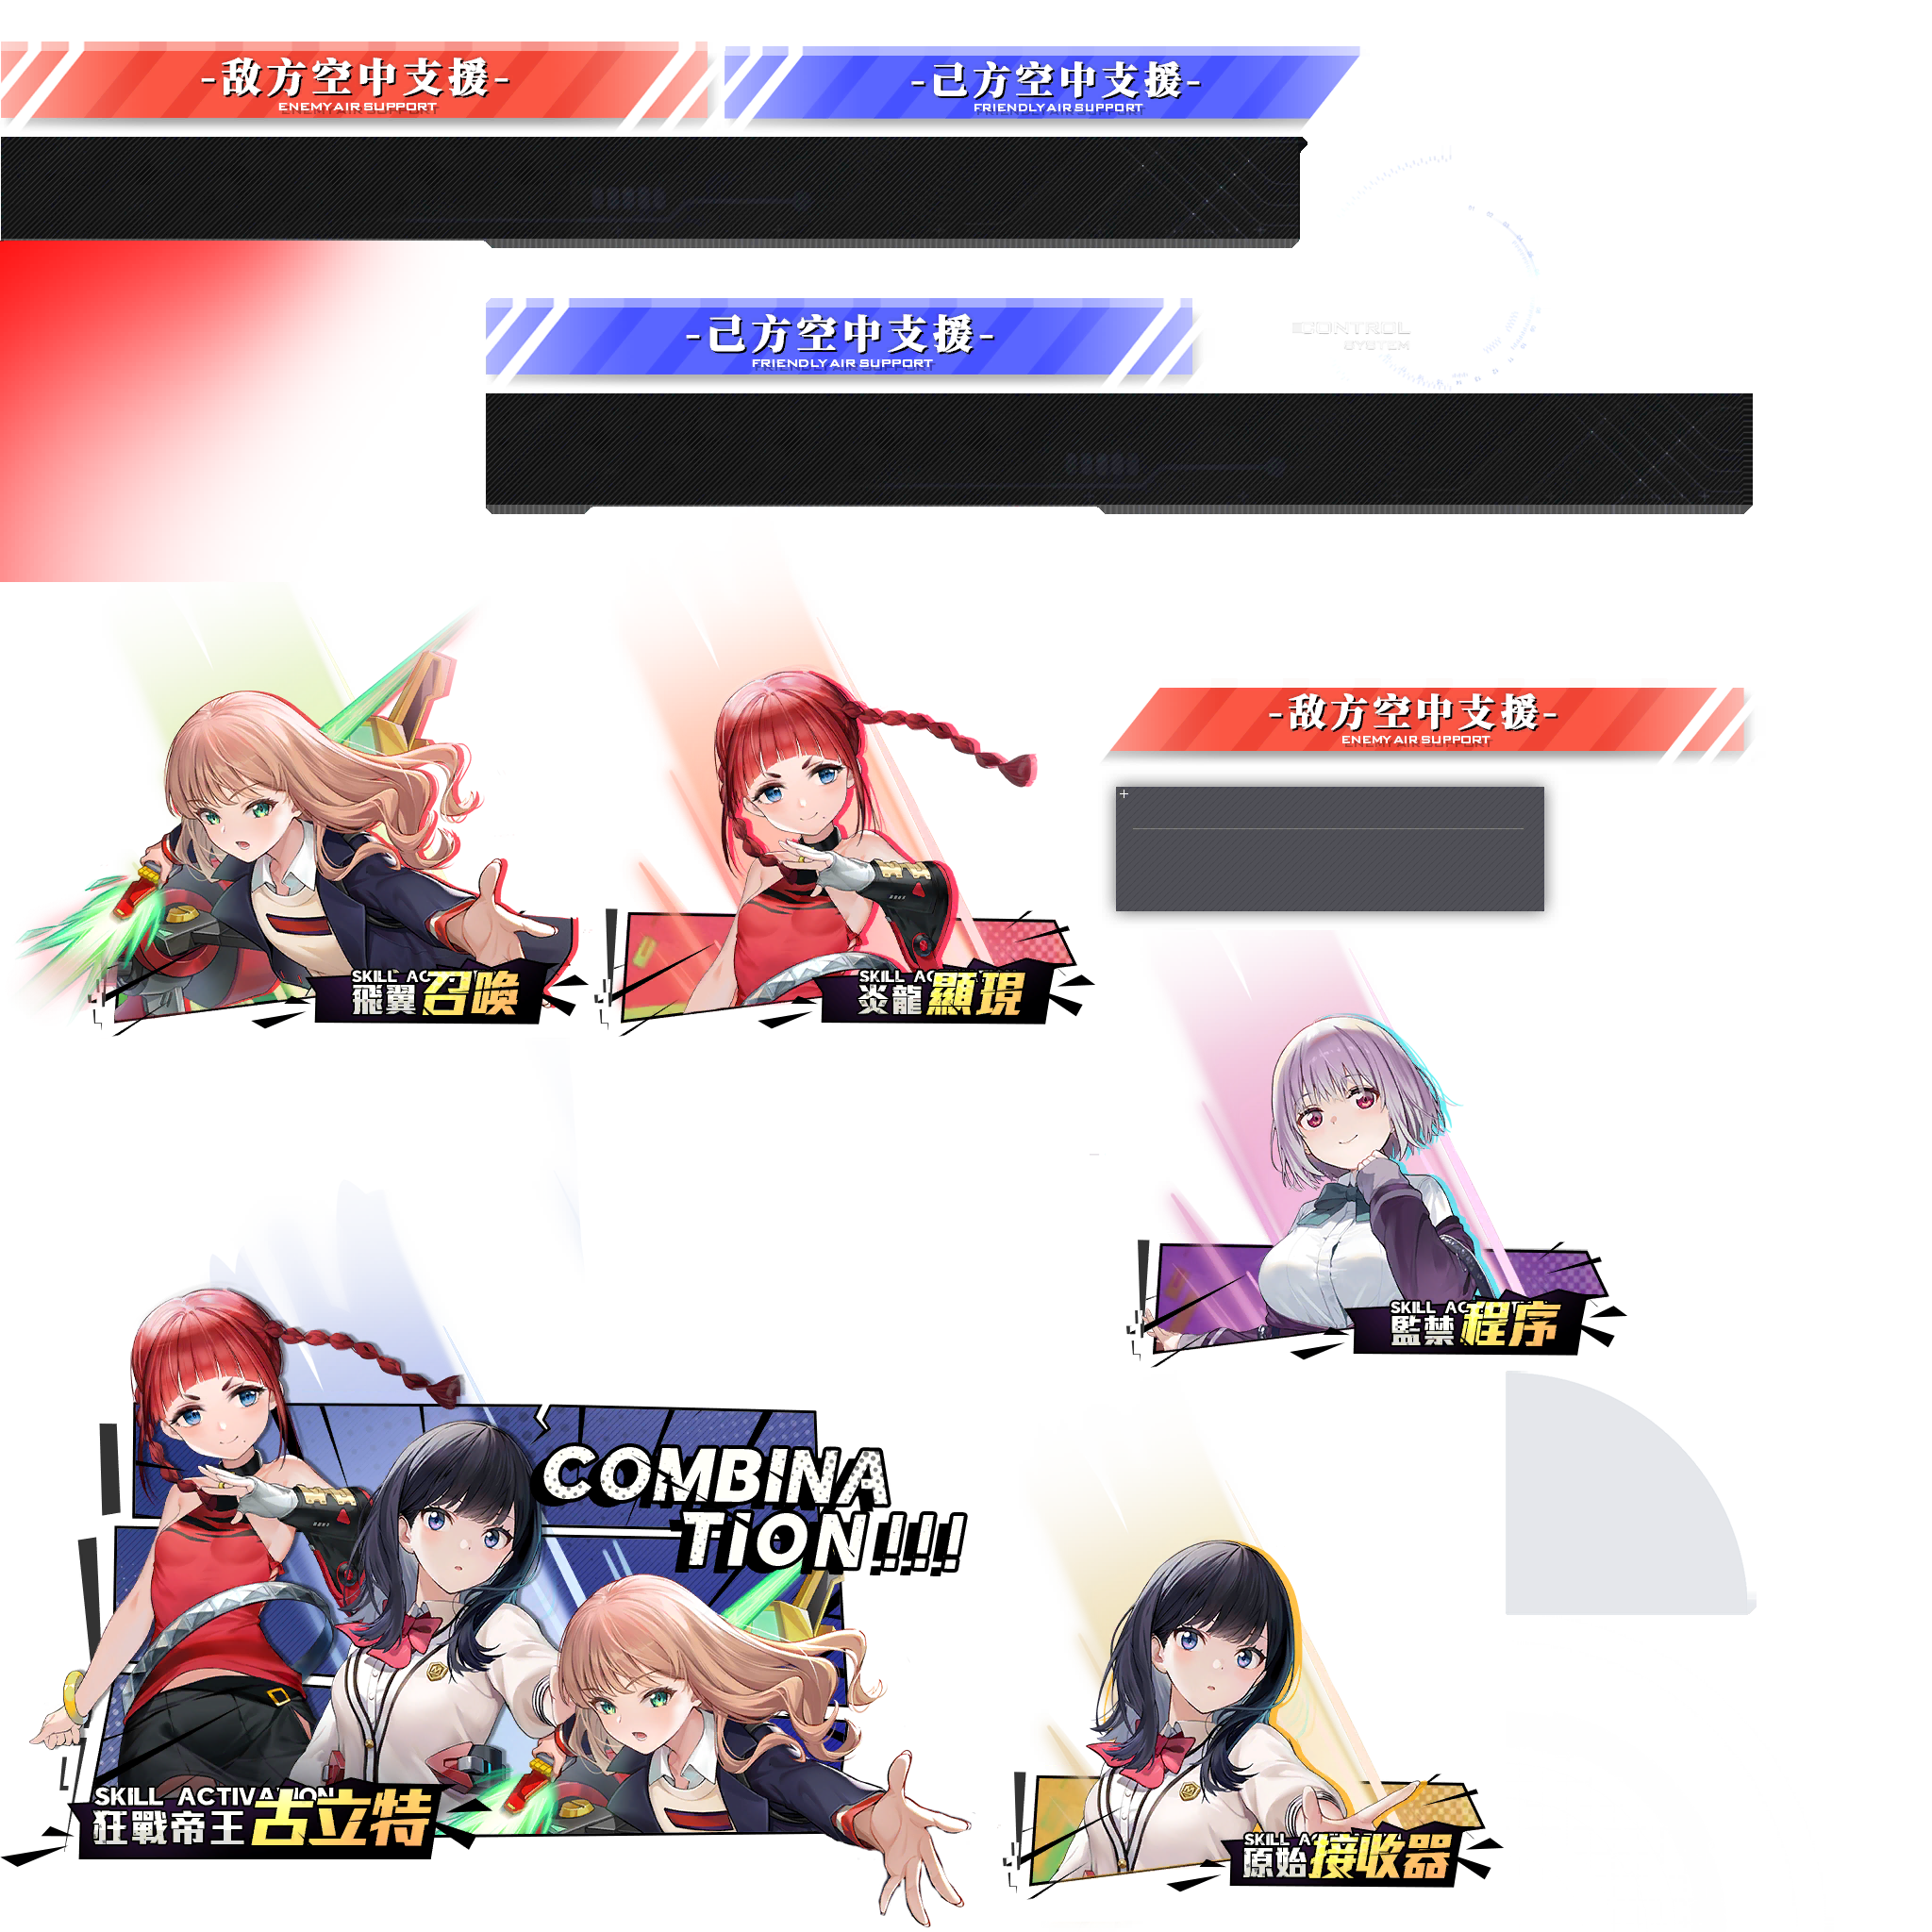 -敌方空中支援-
ENEMY AIR SUPPORT
-己方空中支援-
FRIENDLY AIR SUPPORT
-己方空中支援-
FRIENDLY AIR SUPPORT
CONTROL
SYSTEM
SKILL AC
飛翼召喚
SKILL AC
炎龍顯現
-敌方空中支援-
ENEMY AIR SUPPORT
SKILL AC
監禁程序
COMBINA
TION!!!!
SKILL ACTIVATION
狂戰帝王古立特
SKILL A
原始接收器